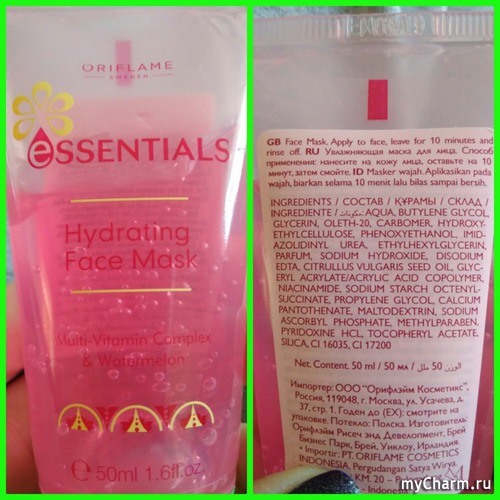 ORIFLAME
SWEDEN
eSSENTIALS
Hydrating
Face Mask
Multi-Vitamin Complex
& Watermelon
℮ 50ml 1.6fl.oz.
GB Face Mask. Apply to face, leave for 10 minutes and
rinse off. RU Увлажняющая маска для лица. Способ
применения: нанесите на кожу лица, оставьте на 10
минут, затем смойте. ID Masker wajah. Aplikasikan pada
wajah, biarkan selama 10 menit lalu bilas sampai bersih.
INGREDIENTS / СОСТАВ / ҚҰРАМЫ / СКЛАД /
INGREDIENTE / مكونات: AQUA, BUTYLENE GLYCOL,
GLYCERIN, OLETH-20, CARBOMER, HYDROXY-
ETHYLCELLULOSE, PHENOXYETHANOL, IMID-
AZOLIDINYL UREA, ETHYLHEXYLGLYCERIN,
PARFUM, SODIUM HYDROXIDE, DISODIUM
EDTA, CITRULLUS VULGARIS SEED OIL, GLYC-
ERYL ACRYLATE/ACRYLIC ACID COPOLYMER,
NIACINAMIDE, SODIUM STARCH OCTENYL-
SUCCINATE, PROPYLENE GLYCOL, CALCIUM
PANTOTHENATE, MALTODEXTRIN, SODIUM
ASCORBYL PHOSPHATE, METHYLPARABEN,
PYRIDOXINE HCL, TOCOPHERYL ACETATE,
SILICA, CI 16035, CI 17200
Net. Content. 50 ml / 50 мл / 50 الوزن مل
Импортер: ООО "Орифлэйм Косметикс",
Россия, 119048, г. Москва, ул. Усачева, д.
37, стр. 1. Годен до (EX): смотрите на
упаковке. Потекло: Польска. Изготовитель:
Орифлэйм Рисеч энд Девелопмент, Брей
Бизнес Парк, Брей, Уиклоу, Ирландия
• Importir: PT. ORIFLAME COSMETICS
INDONESIA, Pergudangan Satya Wirya
KM. 20 –
Indones
myCharm.ru